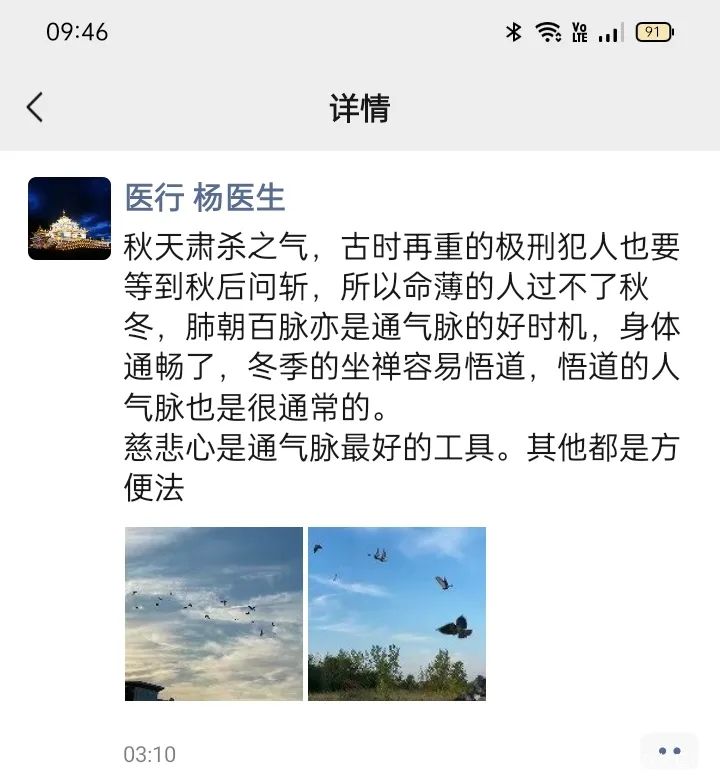 09:46
VoLTE
91
详情
医行 杨医生
秋天肃杀之气，古时再重的极刑犯人也要
等到秋后问斩，所以命薄的人过不了秋
冬，肺朝百脉亦是通气脉的好时机，身体
通畅了，冬季的坐禅容易悟道，悟道的人
气脉也是很通常的。
慈悲心是通气脉最好的工具。其他都是方
便法
03:10